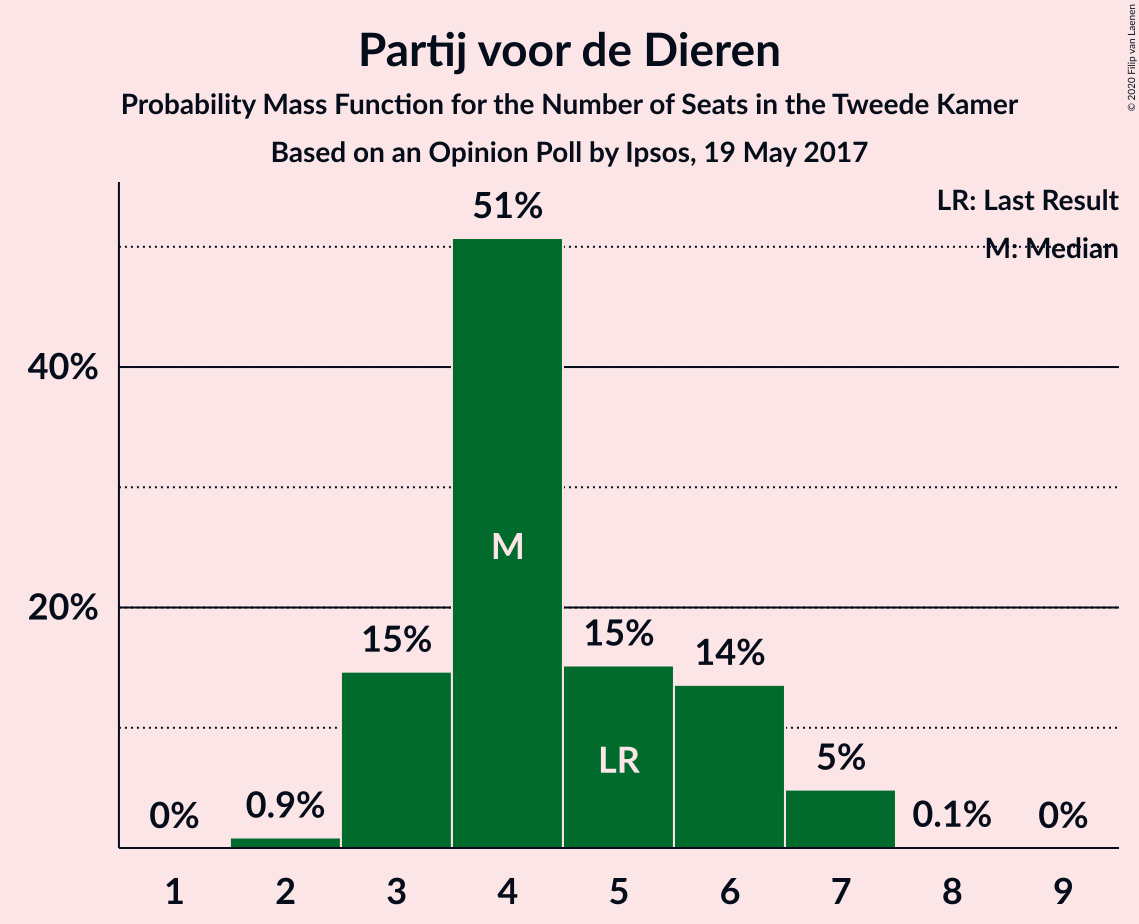 Partij voor de Dieren
Probability Mass Function for the Number of Seats in the Tweede Kamer
Based on an Opinion Poll by Ipsos, 19 May 2017
© 2020 Filip van Laenen
LR: Last Result
M: Median
51%
40%
M
20%
15%
15%
14%
LR
5%
0%
0.9%
0.1%
0%
1 2 3 4 5 6 7 8 9